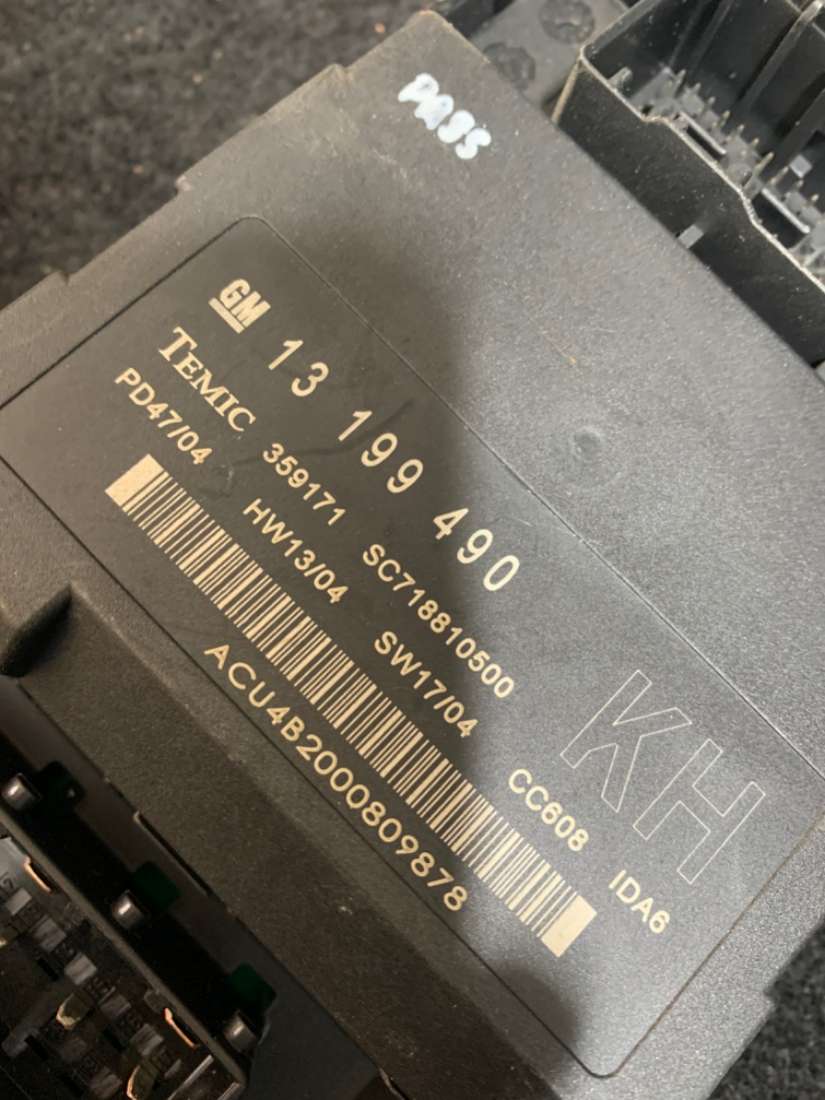 PASS
GM 13 199 490
TEMIC 359171 SC718810500
PD47/04 HW13/04 SW17/04 CC608 IDA6
KH
ACU4B2000809878